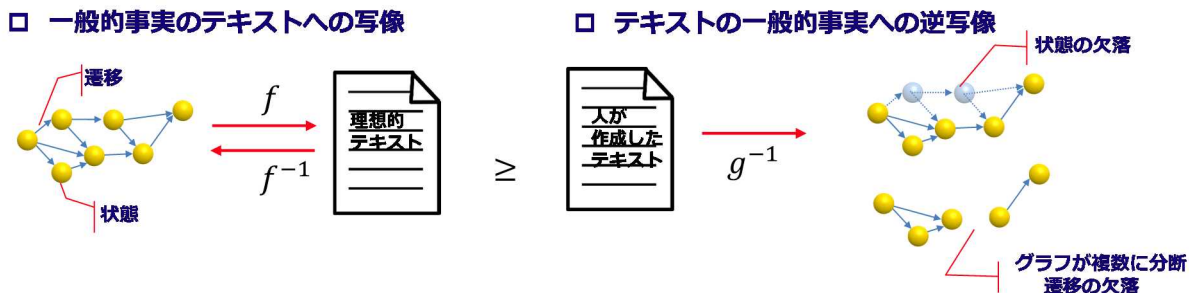 □ 一般的事実のテキストへの写像
遷移
f
f⁻¹
状態
理想的
テキスト
≥
□ テキストの一般的事実への逆写像
人が
作成した
テキスト
g⁻¹
状態の欠落
グラフが複数に分断
遷移の欠落